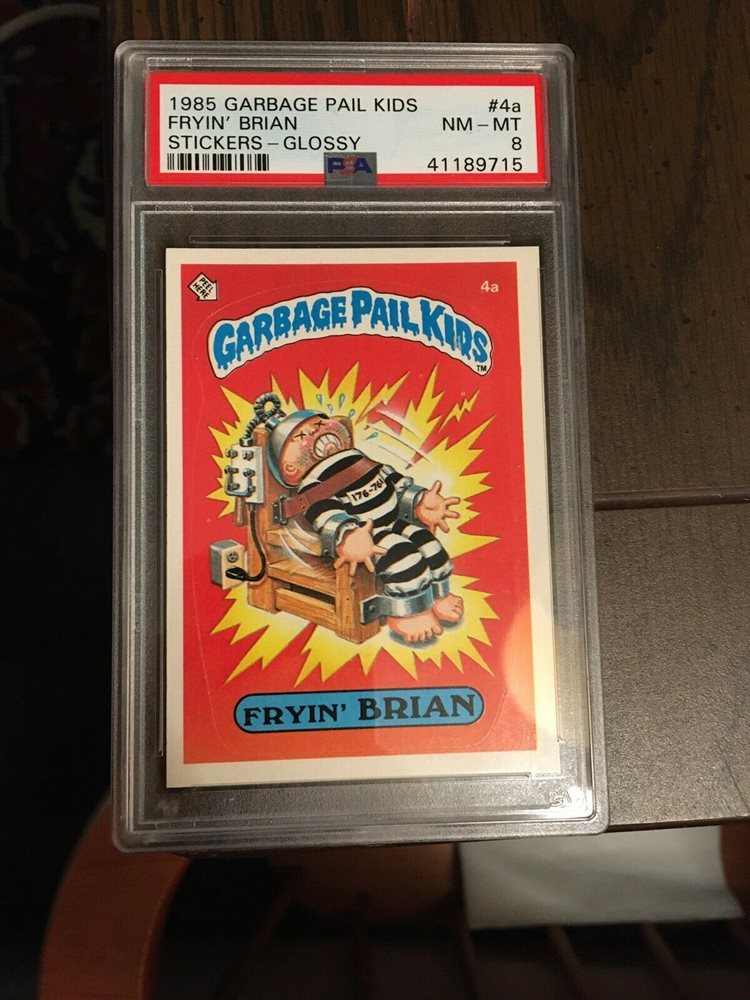 1985 GARBAGE PAIL KIDS #4a
FRYIN' BRIAN NM - MT
STICKERS - GLOSSY 8
PSA 41189715
PEEL HERE
4a
GARBAGE PAIL KIDS
TM
176-761
FRYIN' BRIAN